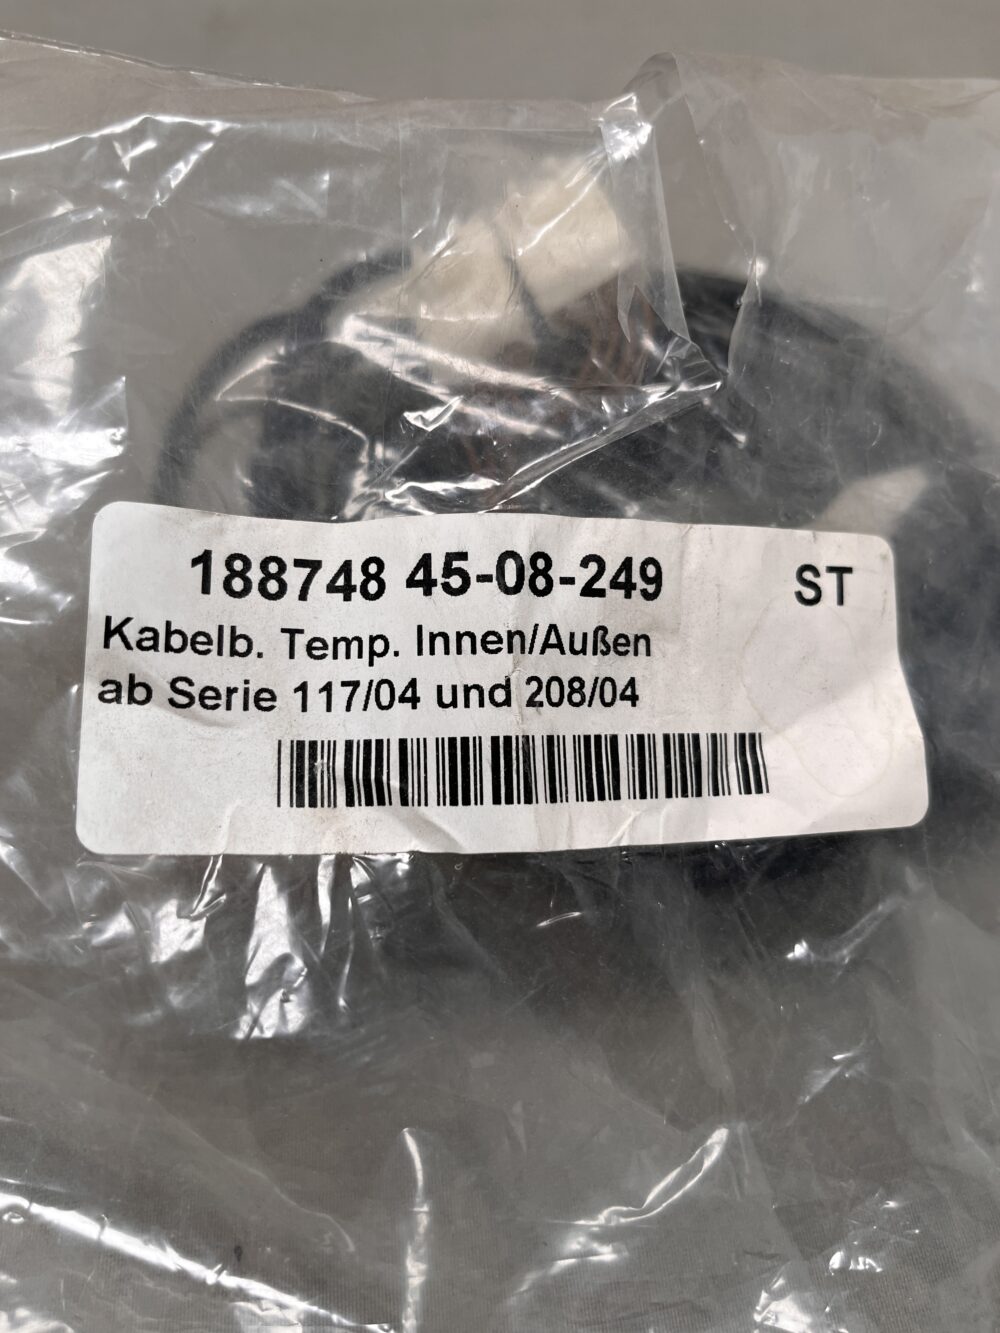 188748 45-08-249 ST
Kabelb. Temp. Innen/Außen
ab Serie 117/04 und 208/04